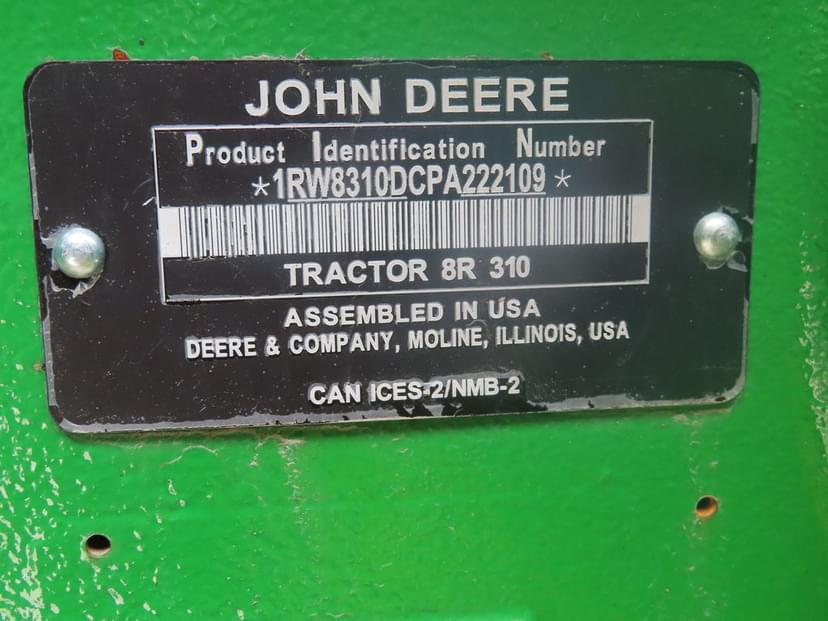 JOHN DEERE
Product Identification Number
*1RW8310DCPA222109*
TRACTOR 8R 310
ASSEMBLED IN USA
DEERE & COMPANY, MOLINE, ILLINOIS, USA
CAN ICES-2/NMB-2